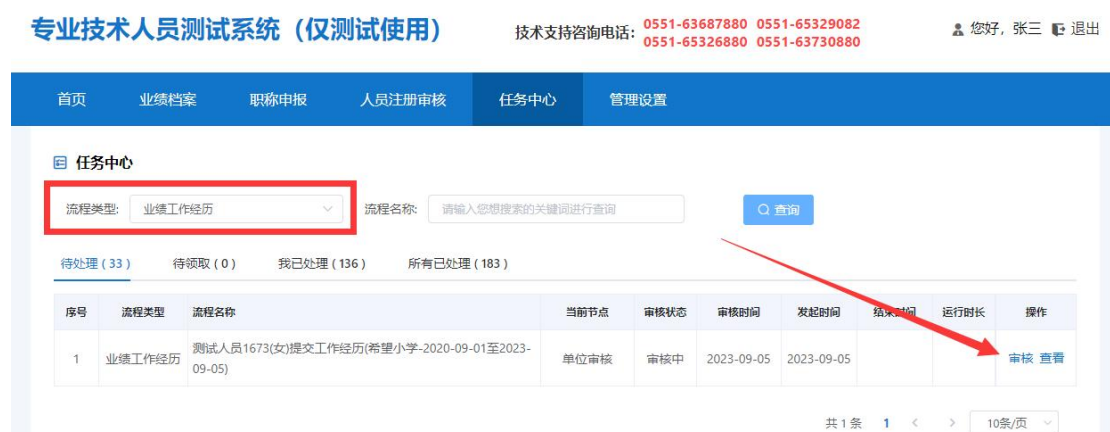 专业技术人员测试系统（仅测试使用）
技术支持咨询电话： 0551-63687880 0551-65329082
0551-65326880 0551-63730880
您好，张三 退出
首页 业绩档案 职称申报 人员注册审核 任务中心 管理设置
任务中心
流程类型: 业绩工作经历 流程名称: 请输入您想搜索的关键词进行查询 查询
待处理 ( 33 ) 待领取 ( 0 ) 我已处理 ( 136 ) 所有已处理 ( 183 )
序号 流程类型 流程名称 当前节点 审核状态 审核时间 发起时间 结束时间 运行时长 操作
1 业绩工作经历 测试人员1673(女)提交工作经历(希望小学-2020-09-01至2023-
09-05) 单位审核 审核中 2023-09-05 2023-09-05 审核 查看
共 1 条 1 < > 10条/页